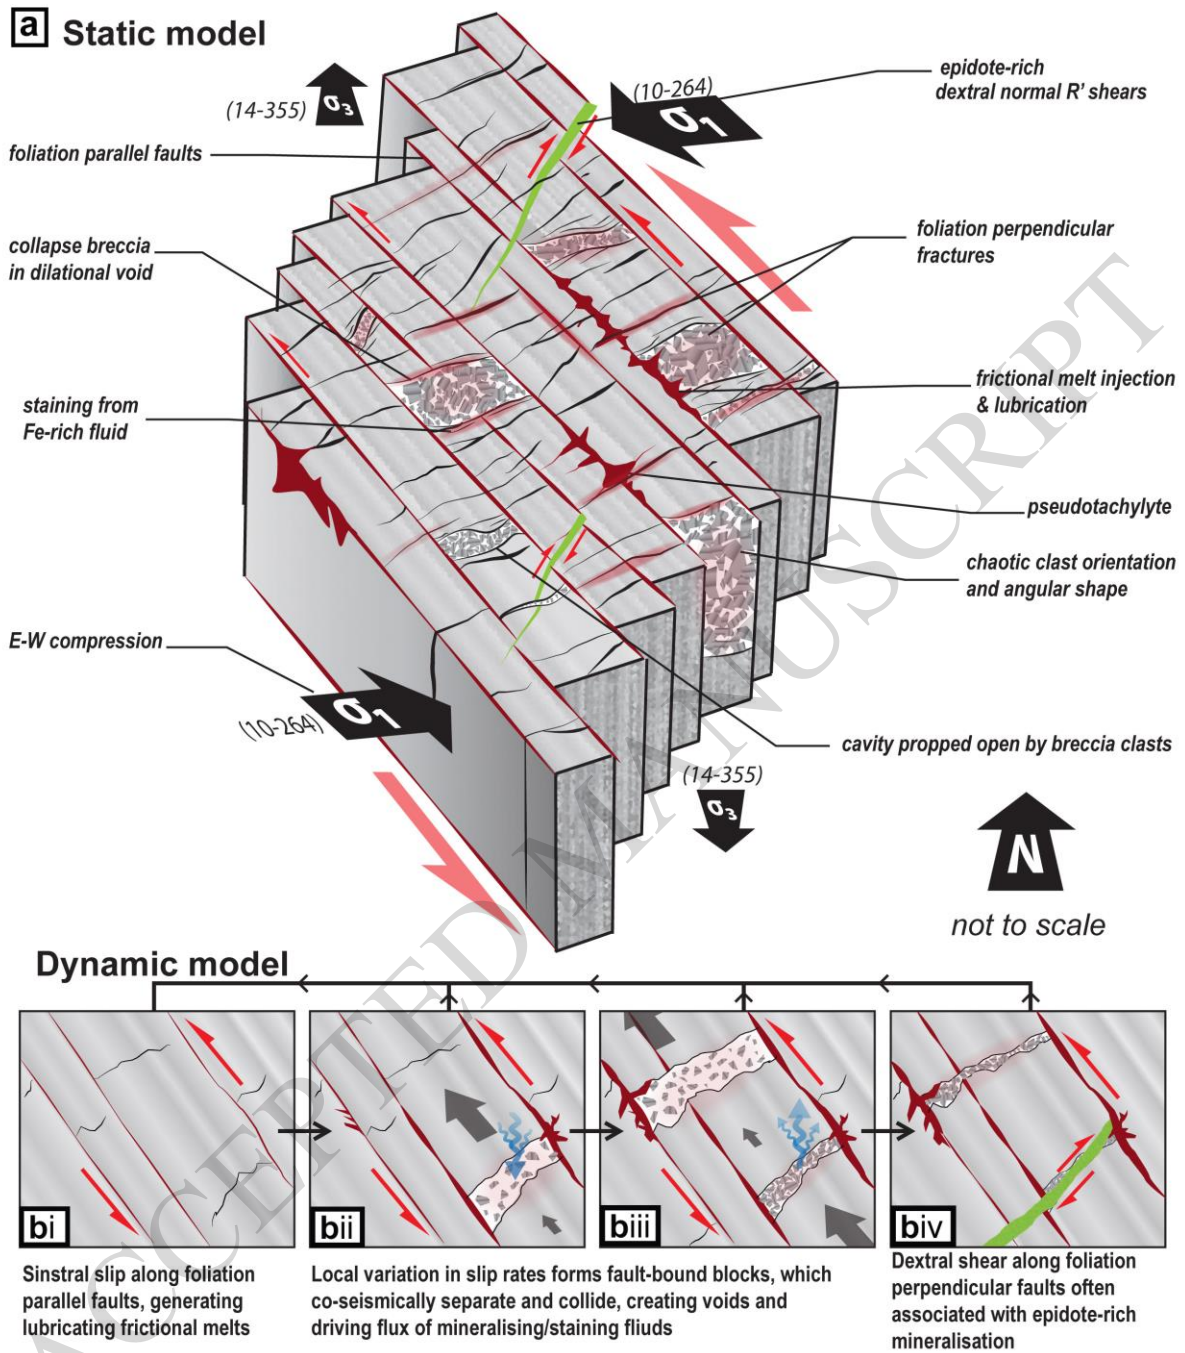 a Static model
(14-355)
σ3
(10-264)
σ1
epidote-rich
dextral normal R' shears
foliation parallel faults
collapse breccia
in dilational void
foliation perpendicular
fractures
staining from
Fe-rich fluid
frictional melt injection
& lubrication
pseudotachylyte
chaotic clast orientation
and angular shape
E-W compression
(10-264)
σ1
cavity propped open by breccia clasts
(14-355)
σ3
N
not to scale
ACCEPTED MANUSCRIPT
Dynamic model
bi
bii
biii
biv
Sinstral slip along foliation
parallel faults, generating
lubricating frictional melts
Local variation in slip rates forms fault-bound blocks, which
co-seismically separate and collide, creating voids and
driving flux of mineralising/staining fliuds
Dextral shear along foliation
perpendicular faults often
associated with epidote-rich
mineralisation